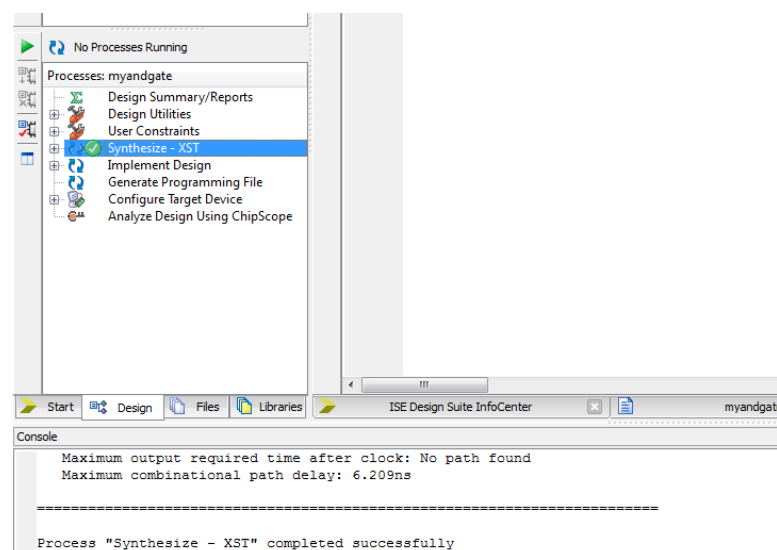 No Processes Running
Processes: myandgate
Design Summary/Reports
Design Utilities
User Constraints
Synthesize - XST
Implement Design
Generate Programming File
Configure Target Device
Analyze Design Using ChipScope
Start Design Files Libraries ISE Design Suite InfoCenter myandgat
Console
Maximum output required time after clock: No path found
Maximum combinational path delay: 6.209ns
=========================================================================
Process "Synthesize - XST" completed successfully